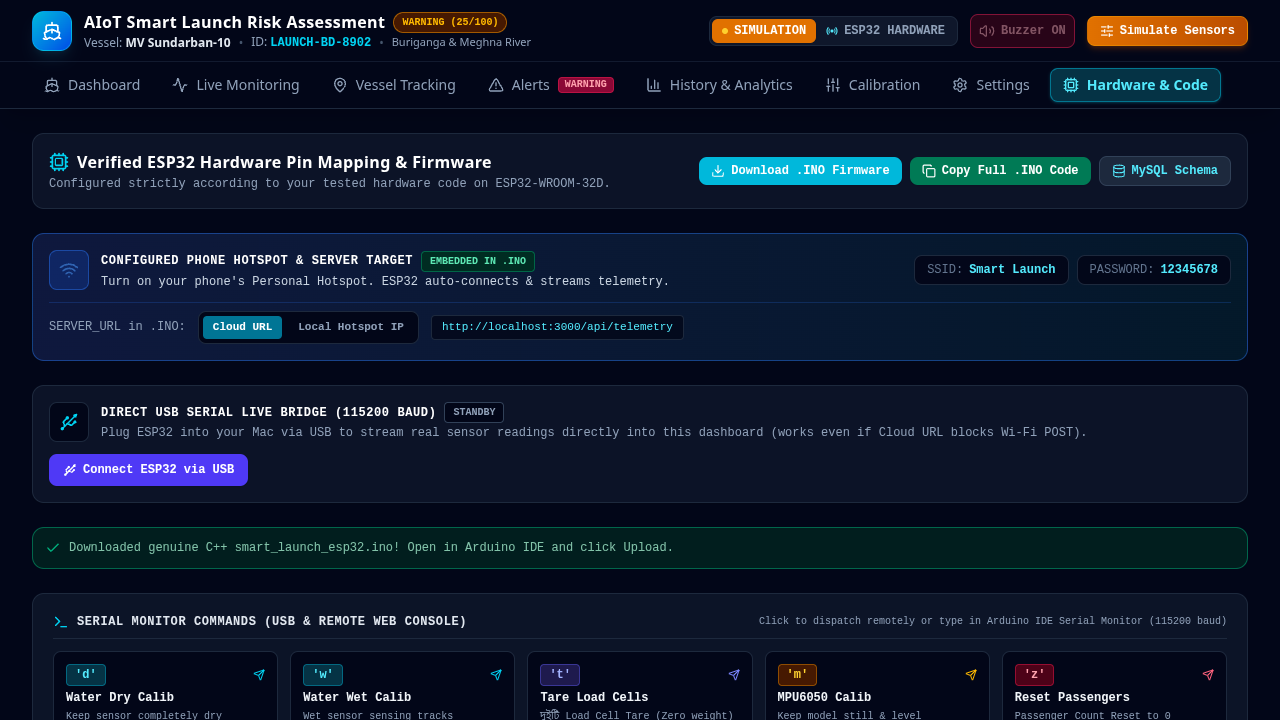 AIoT Smart Launch Risk Assessment WARNING (25/100)
Vessel: MV Sundarban-10 • ID: LAUNCH-BD-8902 • Buriganga & Meghna River
SIMULATION ESP32 HARDWARE Buzzer ON Simulate Sensors
Dashboard Live Monitoring Vessel Tracking Alerts WARNING History & Analytics Calibration Settings Hardware & Code
Verified ESP32 Hardware Pin Mapping & Firmware
Configured strictly according to your tested hardware code on ESP32-WROOM-32D.
Download .INO Firmware Copy Full .INO Code MySQL Schema
CONFIGURED PHONE HOTSPOT & SERVER TARGET EMBEDDED IN .INO
Turn on your phone's Personal Hotspot. ESP32 auto-connects & streams telemetry.
SSID: Smart Launch PASSWORD: 12345678
SERVER_URL in .INO: Cloud URL Local Hotspot IP http://localhost:3000/api/telemetry
DIRECT USB SERIAL LIVE BRIDGE (115200 BAUD) STANDBY
Plug ESP32 into your Mac via USB to stream real sensor readings directly into this dashboard (works even if Cloud URL blocks Wi-Fi POST).
Connect ESP32 via USB
Downloaded genuine C++ smart_launch_esp32.ino! Open in Arduino IDE and click Upload.
SERIAL MONITOR COMMANDS (USB & REMOTE WEB CONSOLE) Click to dispatch remotely or type in Arduino IDE Serial Monitor (115200 baud)
'd' 'w' 't' 'm' 'z'
Water Dry Calib Water Wet Calib Tare Load Cells MPU6050 Calib Reset Passengers
Keep sensor completely dry Wet sensor sensing tracks দুইটি Load Cell Tare (Zero weight) Keep model still & level Passenger Count Reset to 0